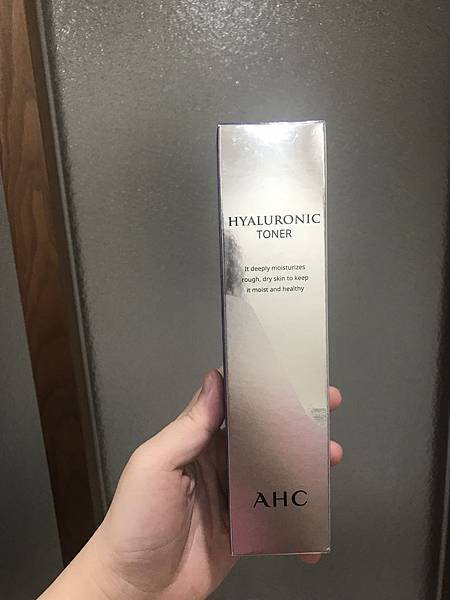 HYALURONIC
TONER
It deeply moisturizes
rough, dry skin to keep
it moist and healthy
AHC